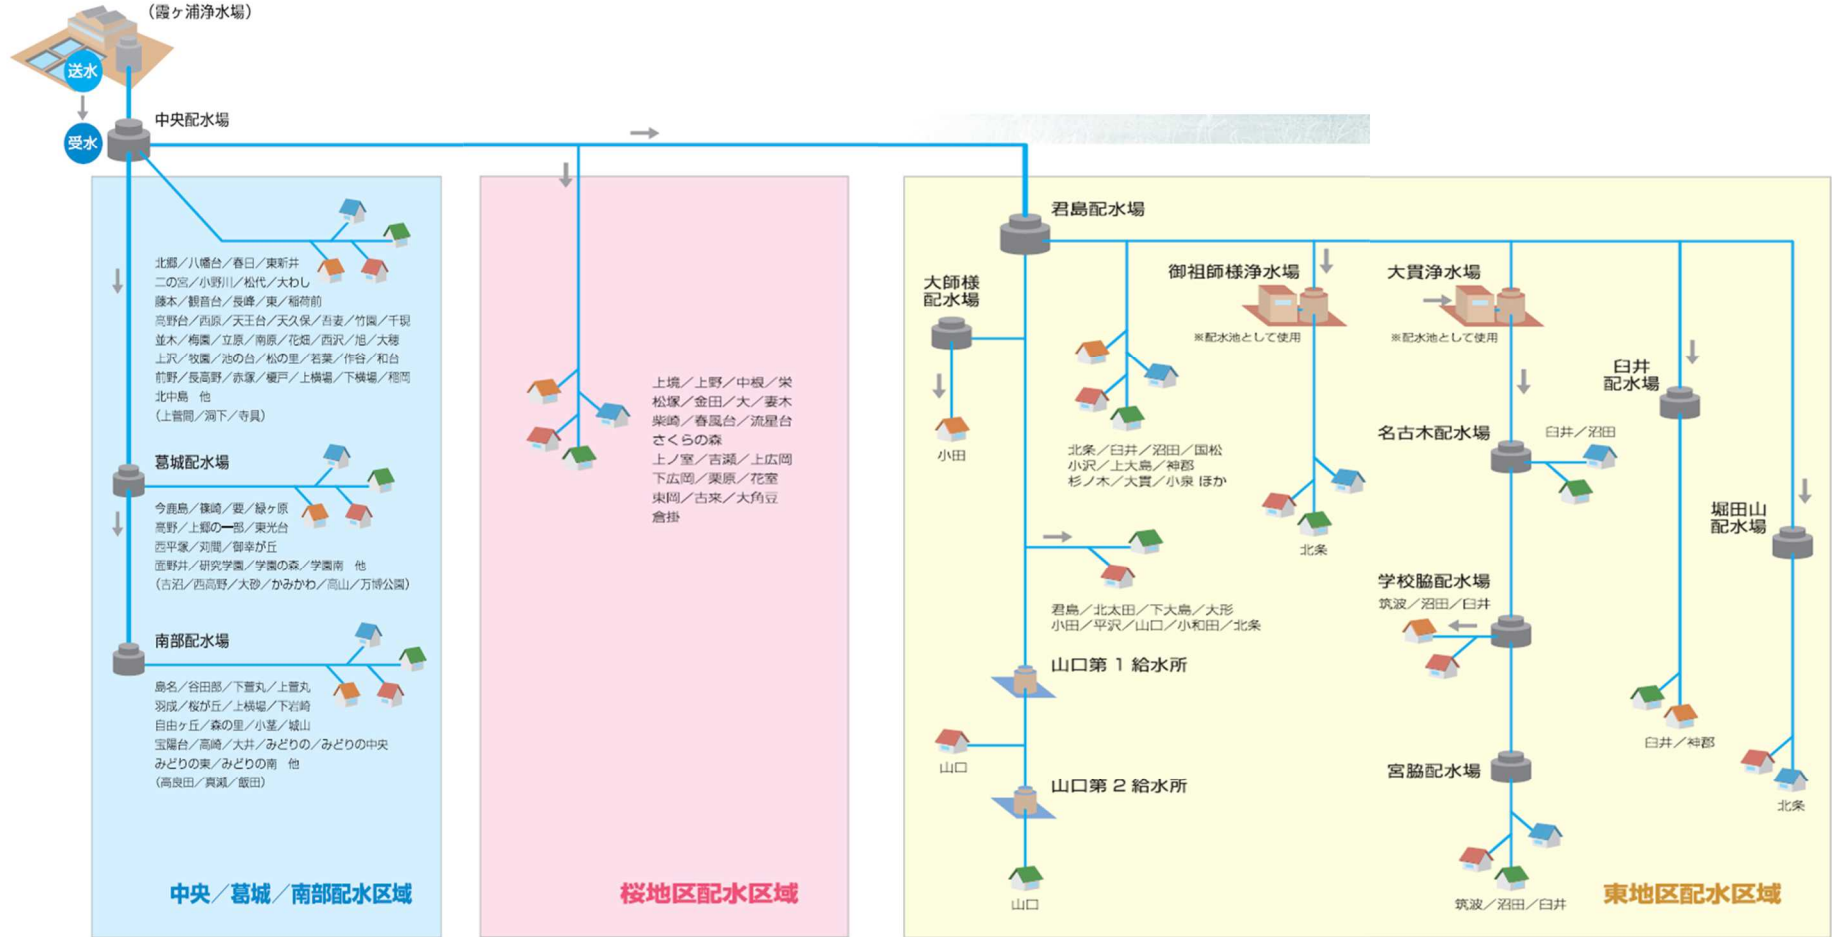 (霞ヶ浦浄水場)
送水
中央配水場
受水
北郷／八幡台／春日／東新井
二の宮／小野川／松代／大わし
藤本／観音台／長峰／東／稲荷前
高野台／西原／天王台／天久保／吾妻／竹園／千現
並木／梅園／立原／南原／花畑／西沢／旭／大穂
上沢／牧園／池の台／松の里／若葉／作谷／和台
前野／長高野／赤塚／榎戸／上横場／下横場／稲岡
北中島　他
(上菅間／洞下／寺具)
葛城配水場
今鹿島／篠崎／要／緑ヶ原
高野／上郷の一部／東光台
西平塚／苅間／御幸が丘
面野井／研究学園／学園の森／学園南　他
(吉沼／西高野／大砂／かみかわ／高山／万博公園)
南部配水場
島名／谷田部／下萱丸／上萱丸
羽成／桜が丘／上横場／下岩崎
自由ヶ丘／森の里／小茎／城山
宝陽台／高崎／大井／みどりの／みどりの中央
みどりの東／みどりの南　他
(高良田／真瀬／飯田)
中央／葛城／南部配水区域
上境／上野／中根／栄
松塚／金田／大／妻木
柴崎／春風台／流星台
さくらの森
上ノ室／吉瀬／上広岡
下広岡／栗原／花室
東岡／古来／大角豆
倉掛
桜地区配水区域
君島配水場
大師様
配水場
小田
北条／臼井／沼田／国松
小沢／上大島／神郡
杉ノ木／大貫／小泉 ほか
君島／北太田／下大島／大形
小田／平沢／山口／小和田／北条
山口第1給水所
山口
山口第2給水所
山口
御祖師様浄水場
※配水池として使用
北条
大貫浄水場
※配水池として使用
名古木配水場
臼井／沼田
学校脇配水場
筑波／沼田／臼井
宮脇配水場
筑波／沼田／臼井
臼井
配水場
臼井／神郡
堀田山
配水場
北条
東地区配水区域